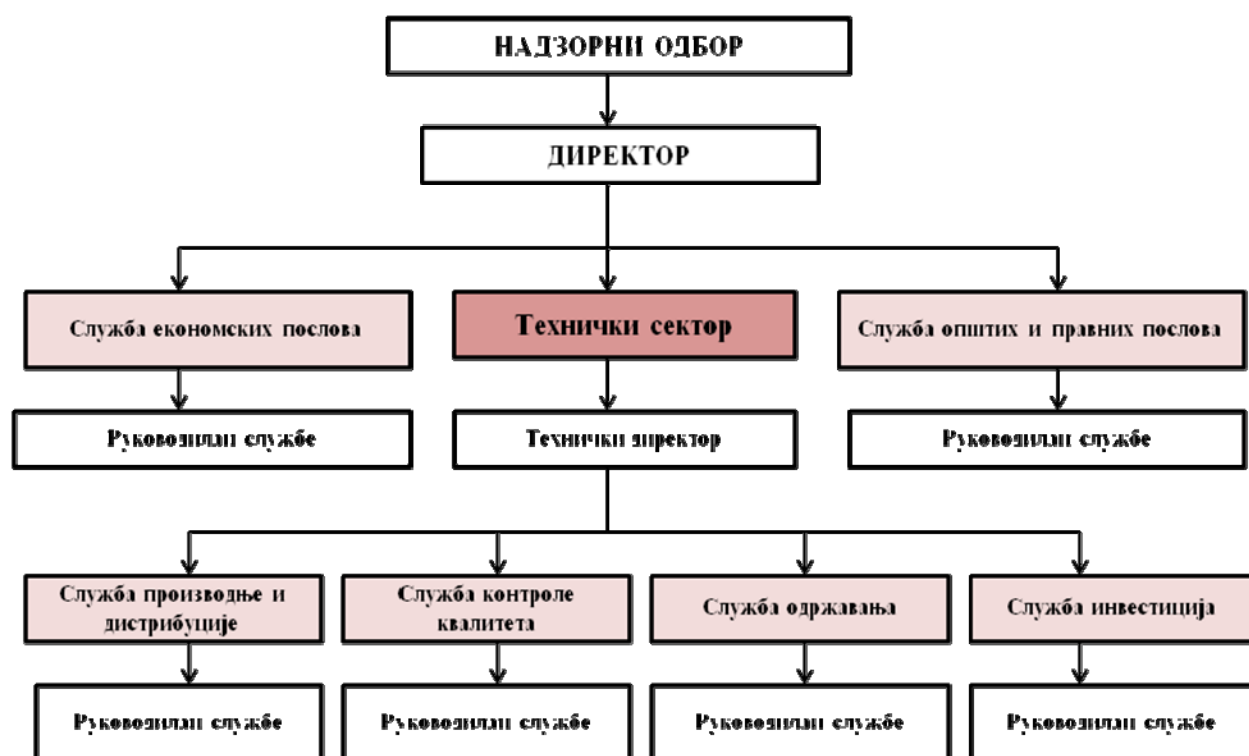 НАДЗОРНИ ОДБОР
ДИРЕКТОР
Служба економских послова
Технички сектор
Служба општих и правних послова
Руководилац службе
Технички директор
Руководилац службе
Служба производње и
дистрибуције
Служба контроле
квалитета
Служба одржавања
Служба инвестиција
Руководилац службе
Руководилац службе
Руководилац службе
Руководилац службе